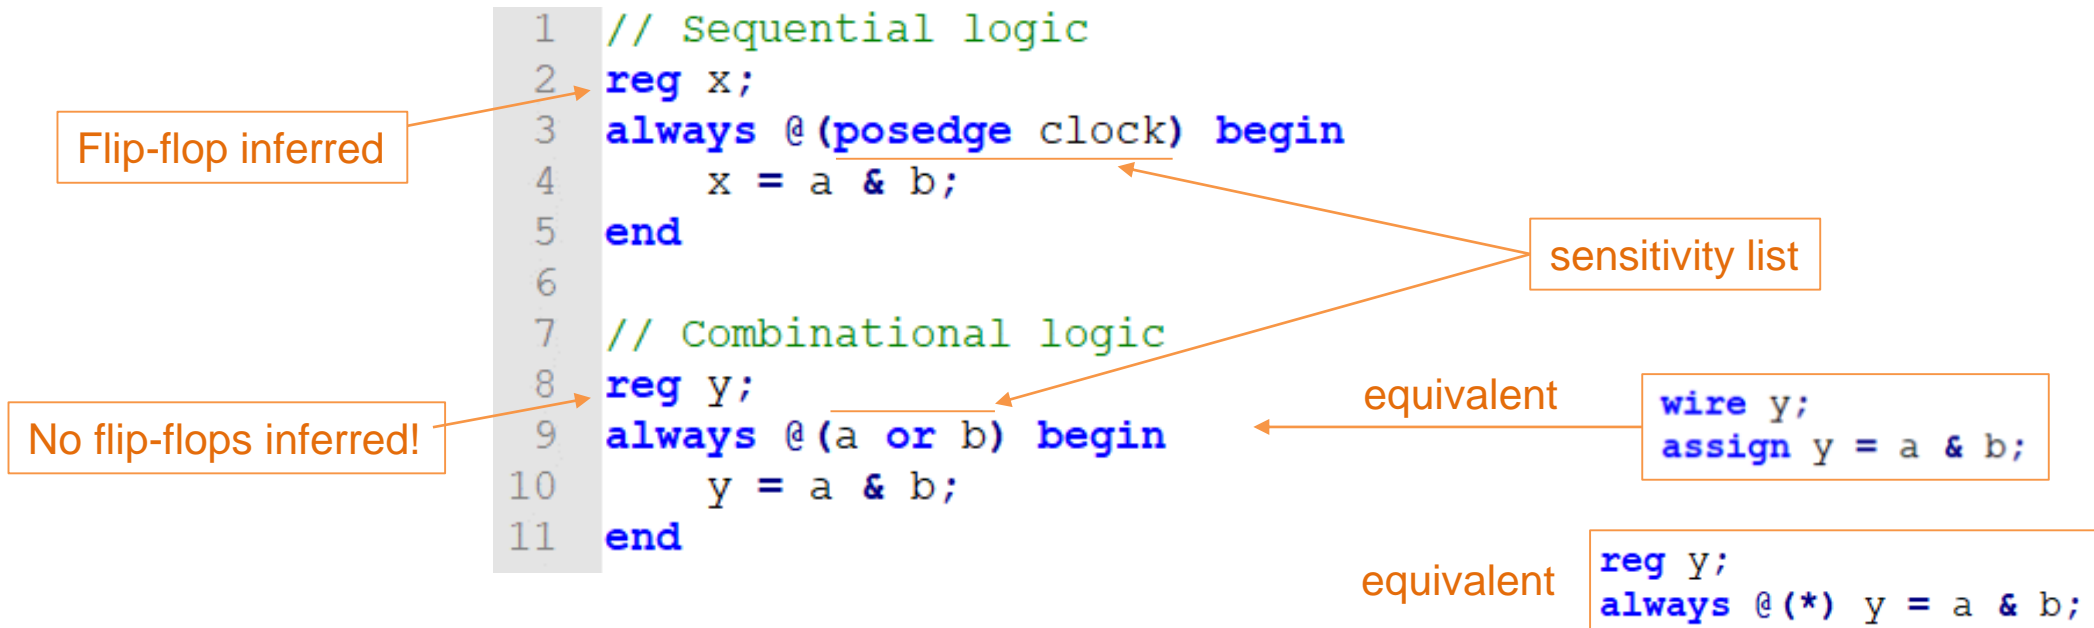 1 // Sequential logic
2 reg x;
3 always @(posedge clock) begin
4 x = a & b;
5 end
6
7 // Combinational logic
8 reg y;
9 always @(a or b) begin
10 y = a & b;
11 end
Flip-flop inferred
No flip-flops inferred!
sensitivity list
equivalent
wire y;
assign y = a & b;
equivalent
reg y;
always @(*) y = a & b;